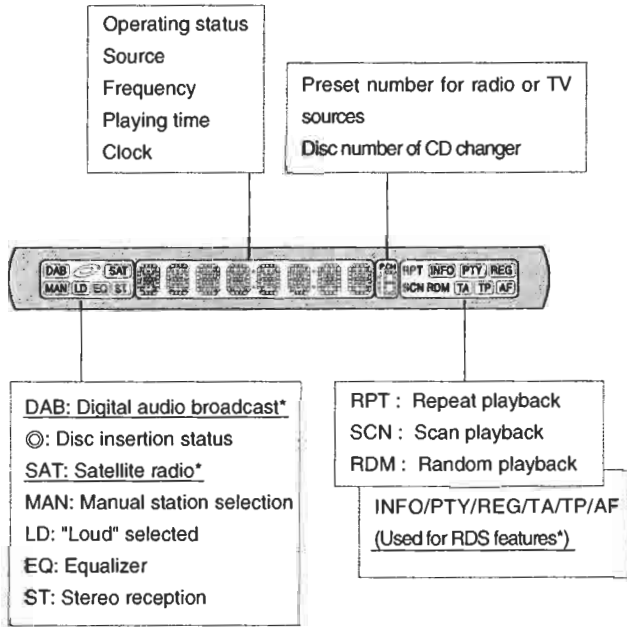 Operating status
Source
Frequency
Playing time
Clock
Preset number for radio or TV
sources
Disc number of CD changer
DAB SAT
MAN LD EQ ST
RPT INFO PTY REG
SCN RDM TA TP AF
DAB: Digital audio broadcast*
◎: Disc insertion status
SAT: Satellite radio*
MAN: Manual station selection
LD: "Loud" selected
EQ: Equalizer
ST: Stereo reception
RPT : Repeat playback
SCN : Scan playback
RDM : Random playback
INFO/PTY/REG/TA/TP/AF
(Used for RDS features*)